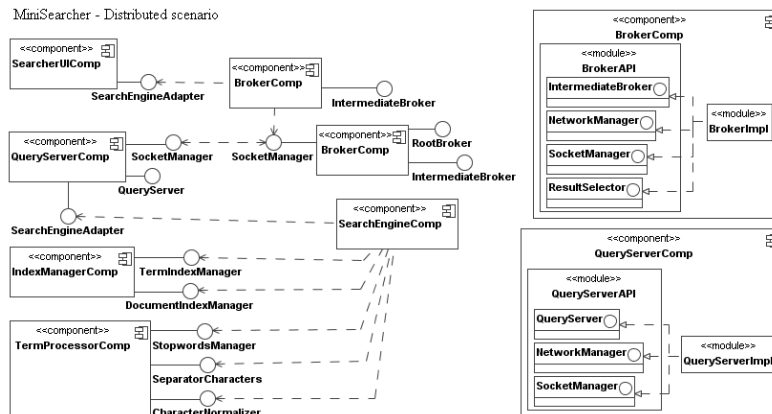 MiniSearcher - Distributed scenario
<<component>>
SearcherUIComp
SearchEngineAdapter
<<component>>
BrokerComp
IntermediateBroker
<<component>>
QueryServerComp
SocketManager
QueryServer
SearchEngineAdapter
SocketManager
<<component>>
BrokerComp
RootBroker
IntermediateBroker
<<component>>
SearchEngineComp
<<component>>
IndexManagerComp
TermIndexManager
DocumentIndexManager
<<component>>
TermProcessorComp
StopwordsManager
SeparatorCharacters
CharacterNormalizer
<<component>>
BrokerComp
<<module>>
BrokerAPI
IntermediateBroker
NetworkManager
SocketManager
ResultSelector
<<module>>
BrokerImpl
<<component>>
QueryServerComp
<<module>>
QueryServerAPI
QueryServer
NetworkManager
SocketManager
<<module>>
QueryServerImpl